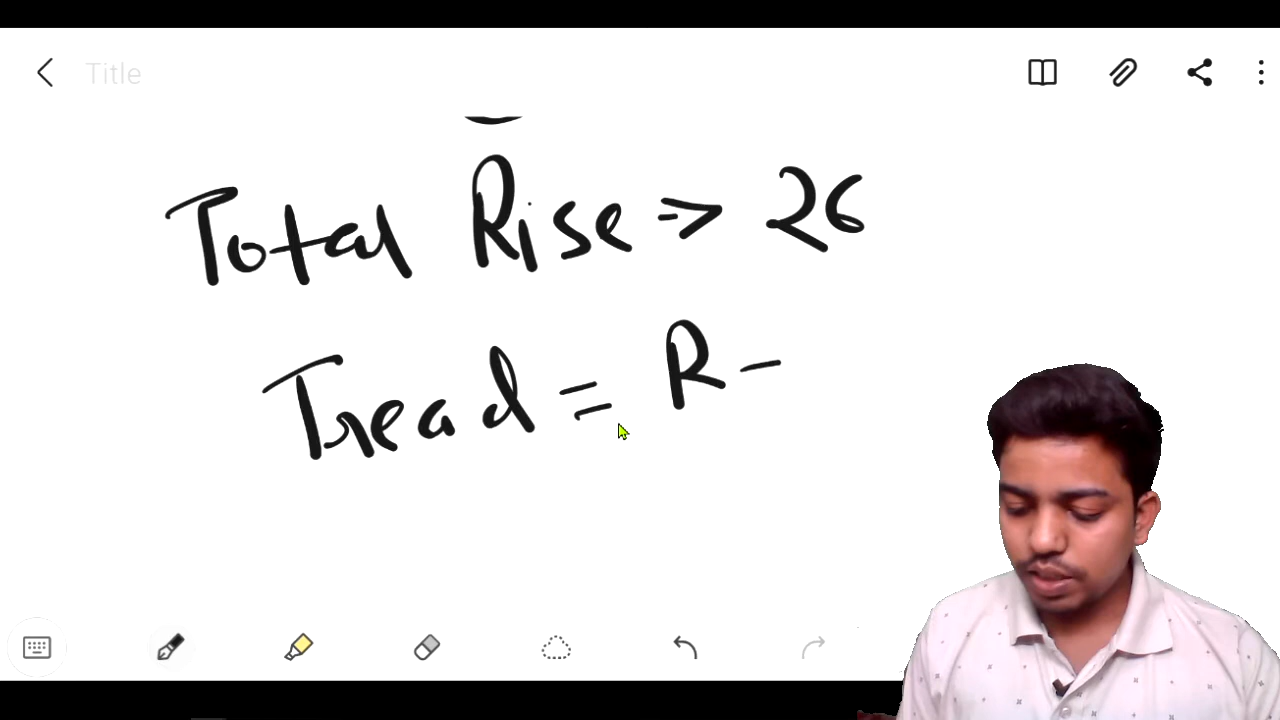 Title
Total Rise => 26
Tread = R -